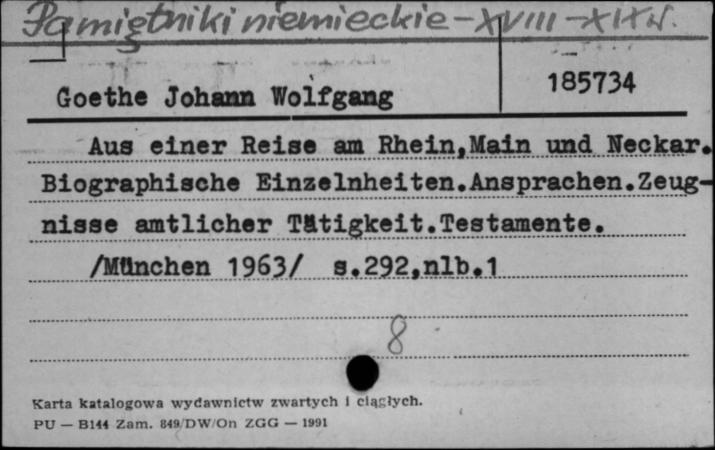 Pamiętniki niemieckie - XVIII - XIX w.
Goethe Johann Wolfgang
185734
Aus einer Reise am Rhein,Main und Neckar.
Biographische Einzelnheiten.Ansprachen.Zeug-
nisse amtlicher Tätigkeit.Testamente.
/München 1963/ s.292,nlb.1
8
Karta katalogowa wydawnictw zwartych i ciągłych.
PU — B144 Zam. 849/DW/On ZGG — 1991